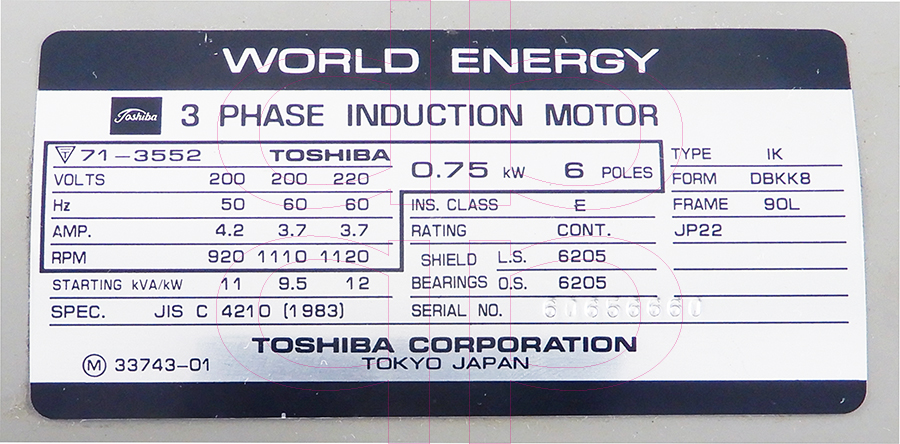 WORLD ENERGY
Toshiba 3 PHASE INDUCTION MOTOR
71-3552 TOSHIBA 0.75 kW 6 POLES
TYPE IK
VOLTS 200 200 220
FORM DBKK8
Hz 50 60 60
INS. CLASS E
FRAME 90L
AMP. 4.2 3.7 3.7
RATING CONT.
JP22
RPM 920 1110 1120
SHIELD L.S. 6205
STARTING kVA/kW 11 9.5 12
BEARINGS O.S. 6205
SPEC. JIS C 4210 (1983)
SERIAL NO.
TOSHIBA CORPORATION
M 33743-01 TOKYO JAPAN